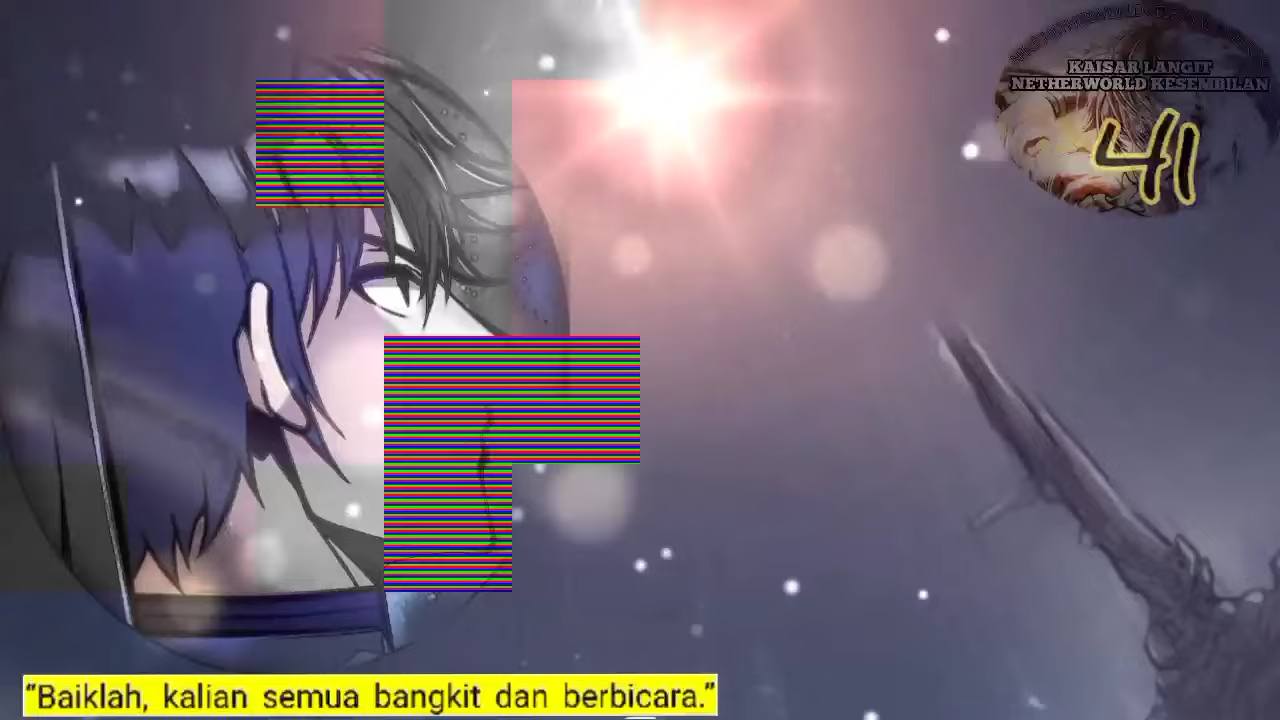 KAISAR LANGIT
NETHERWORLD KESEMBILAN
41
“Baiklah, kalian semua bangkit dan berbicara.”